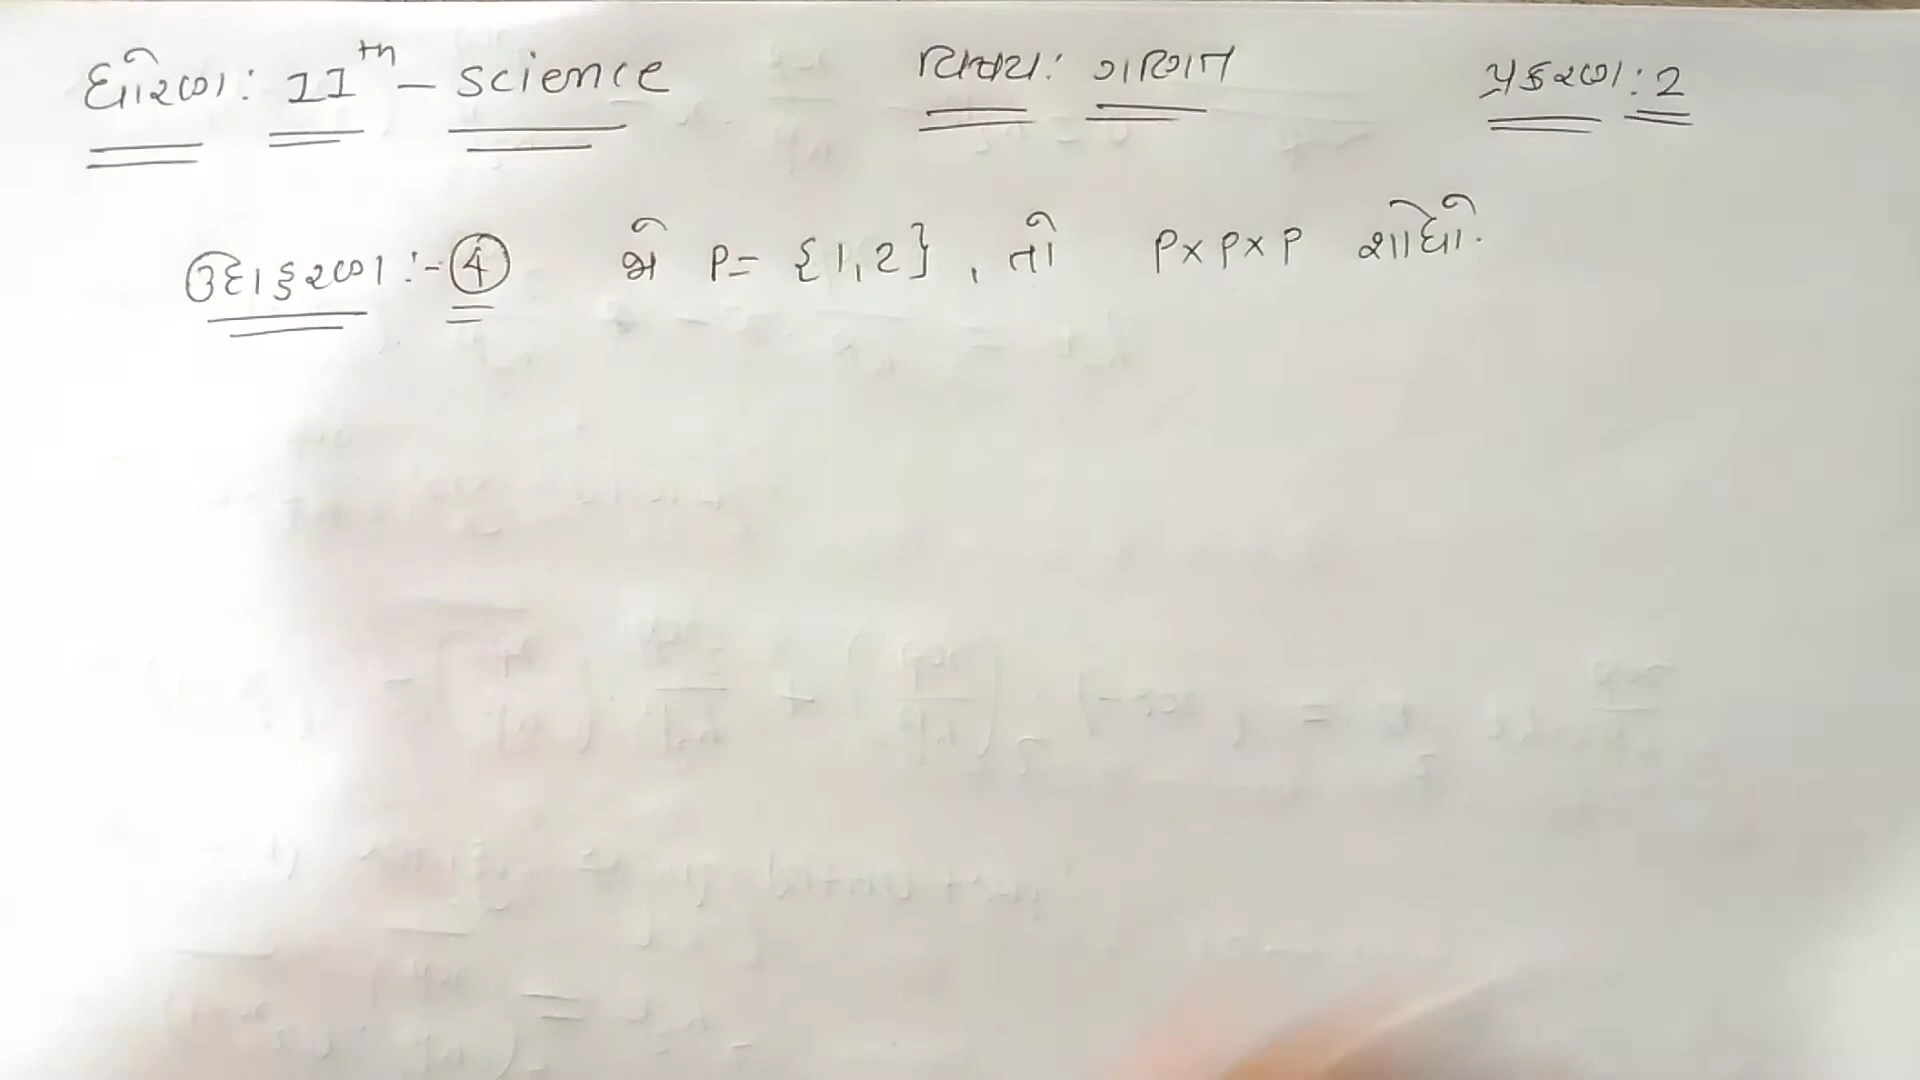 ધોરણ: 11th - science વિષય: ગણિત પ્રકરણ: 2
ઉદાહરણ :- 4 જો P = {1,2}, તો P × P × P શોધો.